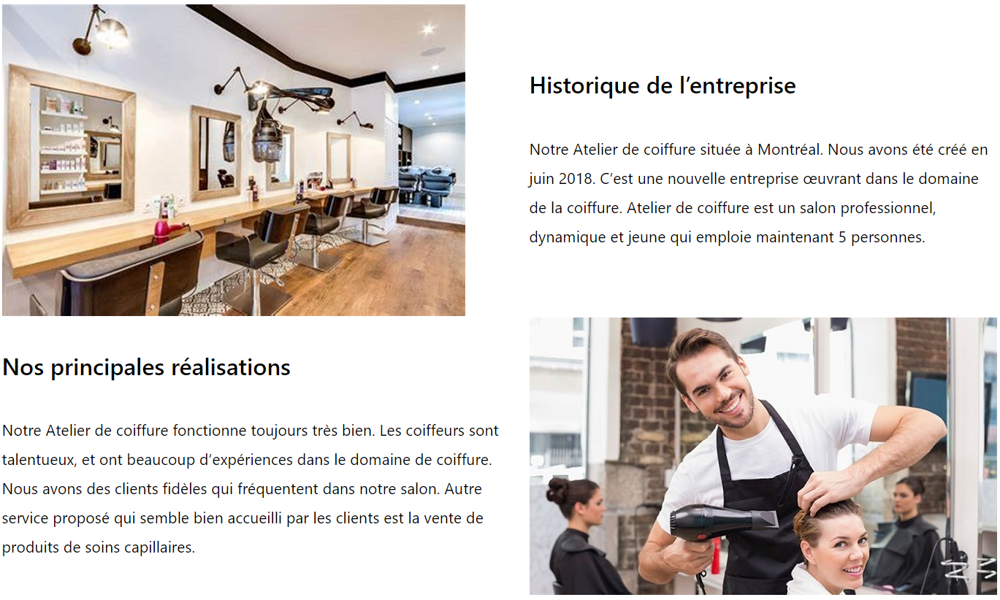 Historique de l’entreprise
Notre Atelier de coiffure située à Montréal. Nous avons été créé en
juin 2018. C’est une nouvelle entreprise œuvrant dans le domaine
de la coiffure. Atelier de coiffure est un salon professionnel,
dynamique et jeune qui emploie maintenant 5 personnes.
Nos principales réalisations
Notre Atelier de coiffure fonctionne toujours très bien. Les coiffeurs sont
talentueux, et ont beaucoup d’expériences dans le domaine de coiffure.
Nous avons des clients fidèles qui fréquentent dans notre salon. Autre
service proposé qui semble bien accueilli par les clients est la vente de
produits de soins capillaires.